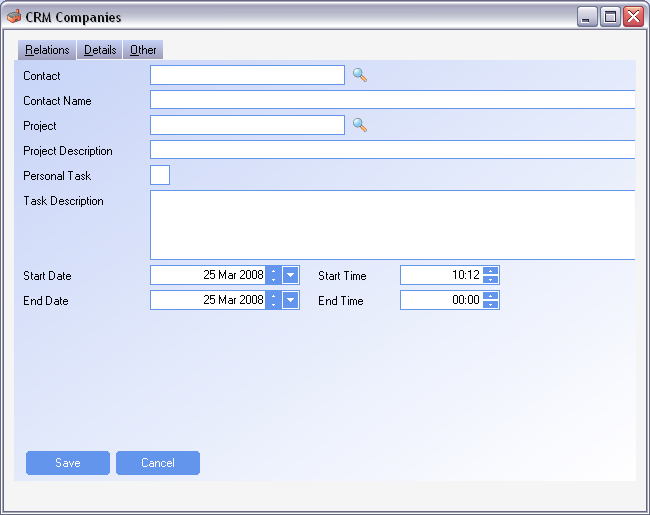 CRM Companies
Relations Details Other
Contact
Contact Name
Project
Project Description
Personal Task
Task Description
Start Date 25 Mar 2008 Start Time 10:12
End Date 25 Mar 2008 End Time 00:00
Save Cancel